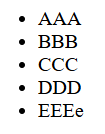 • AAA
• BBB
• CCC
• DDD
• EEEe